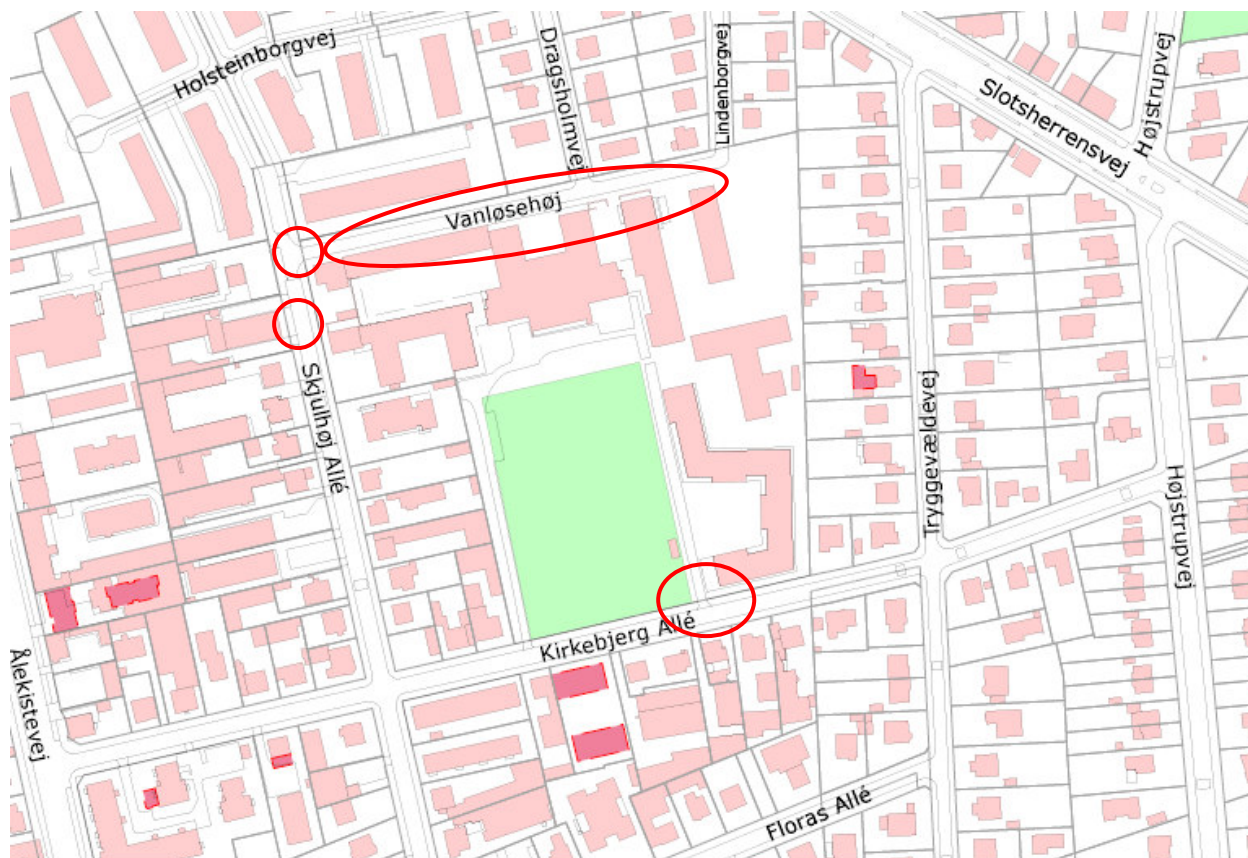 Holsteinborgvej
Dragsholmvej
Lindenborgvej
Slotsherrensvej
Højstrupvej
Vanløsehøj
Skjulhøj Allé
Tryggevældevej
Højstrupvej
Kirkebjerg Allé
Ålekistevej
Floras Allé